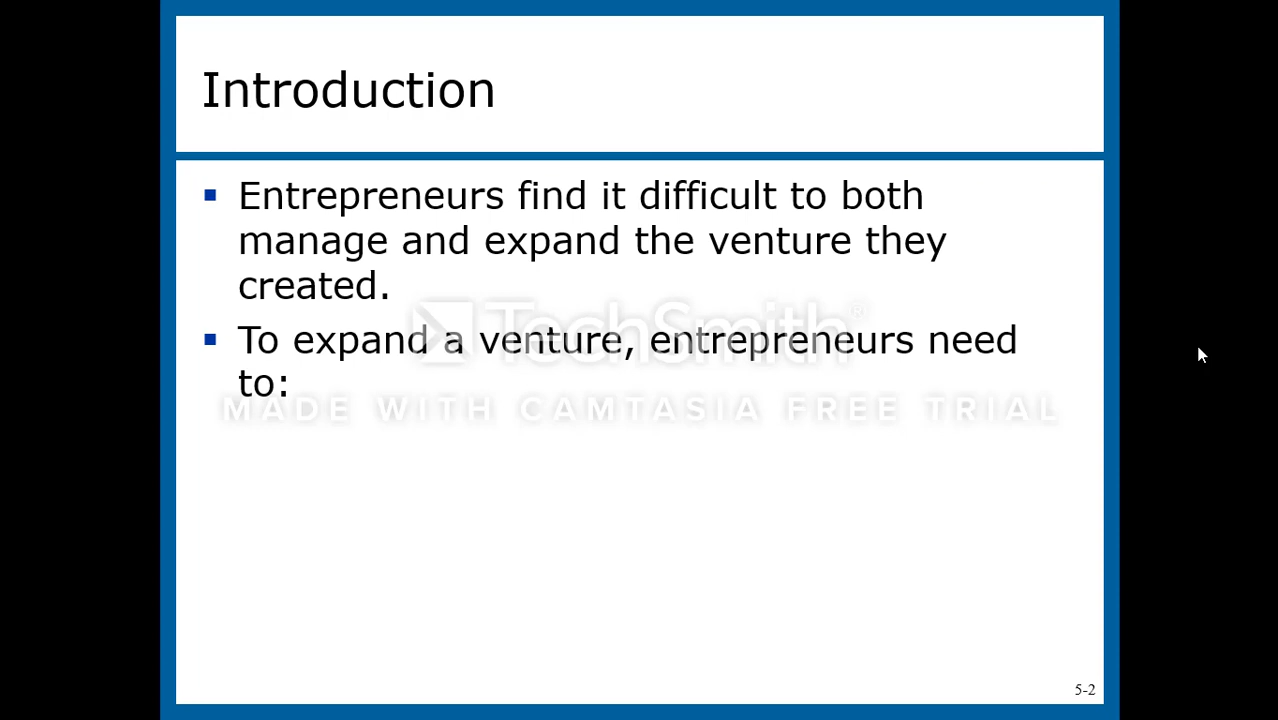 Introduction
▪ Entrepreneurs find it difficult to both
manage and expand the venture they
created.
▪ To expand a venture, entrepreneurs need
to:
TechSmith®
MADE WITH CAMTASIA FREE TRIAL
5-2